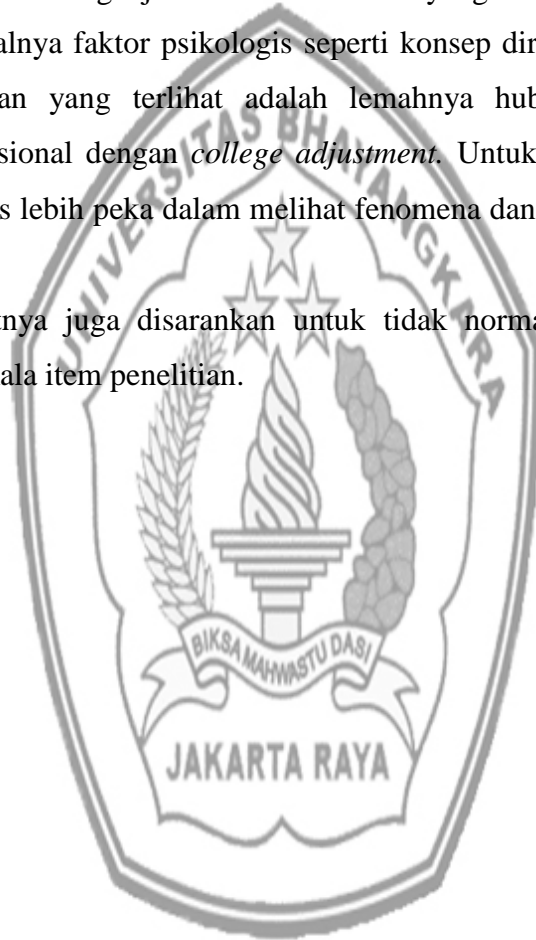 alnya faktor psikologis seperti konsep dir
an yang terlihat adalah lemahnya hub
sional dengan college adjustment. Untuk
s lebih peka dalam melihat fenomena dan
tnya juga disarankan untuk tidak norma
ala item penelitian.
UNIVERSITAS BHAYANGKARA
BIKSA MAHWASTU DASI
JAKARTA RAYA